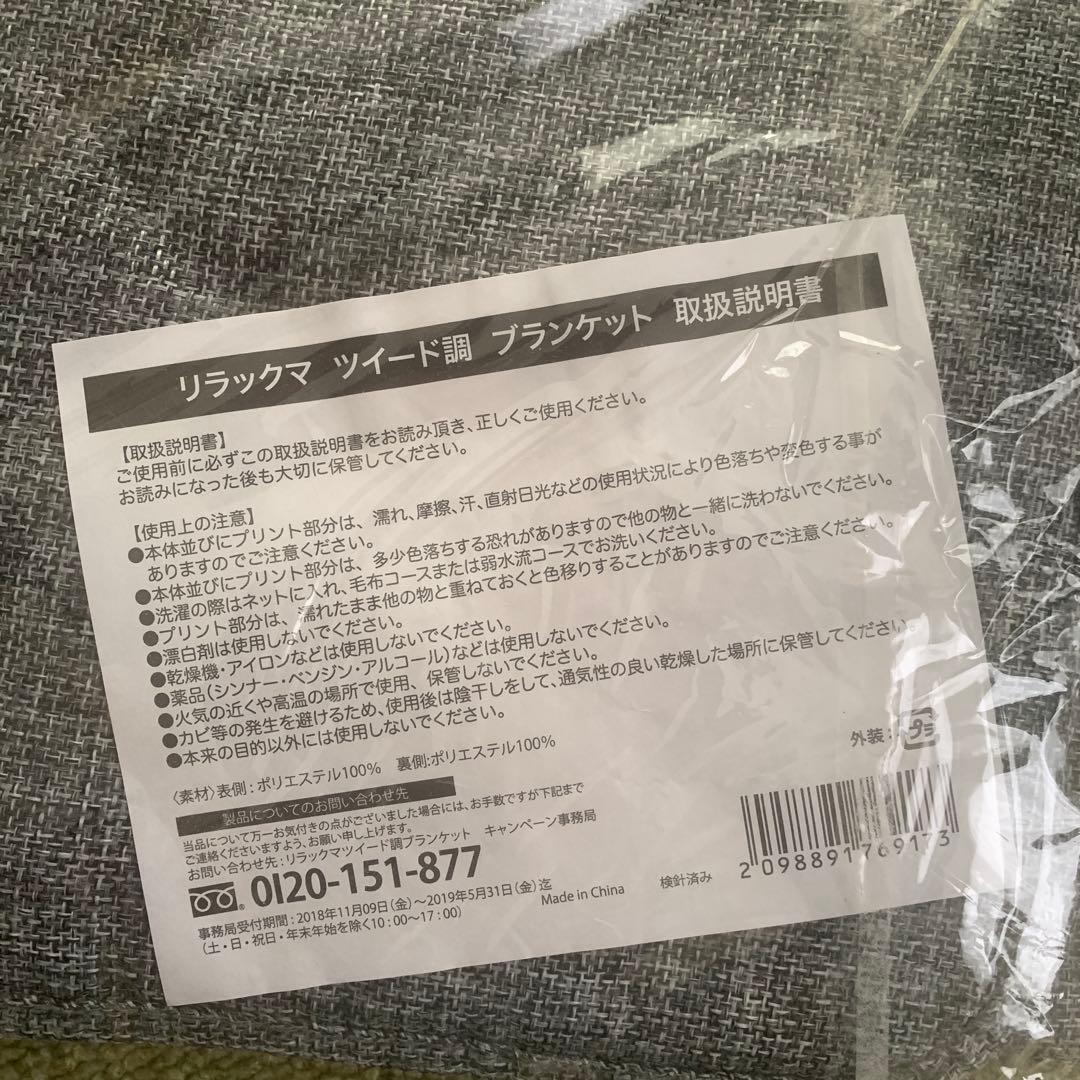 リラックマ ツイード調 ブランケット 取扱説明書
【取扱説明書】
ご使用前に必ずこの取扱説明書をお読み頂き、正しくご使用ください。
お読みになった後も大切に保管してください。
【使用上の注意】
●本体並びにプリント部分は、濡れ、摩擦、汗、直射日光などの使用状況により色落ちや変色する事が
ありますのでご注意ください。
●本体並びにプリント部分は、多少色落ちする恐れがありますので他の物と一緒に洗わないでください。
●洗濯の際はネットに入れ、毛布コースまたは弱水流コースでお洗いください。
●プリント部分は、濡れたまま他の物と重ねておくと色移りすることがありますのでご注意ください。
●漂白剤は使用しないでください。
●乾燥機・アイロンなどは使用しないでください。
●薬品(シンナー・ベンジン・アルコール)などは使用しないでください。
●火気の近くや高温の場所で使用、保管しないでください。
●カビ等の発生を避けるため、使用後は陰干しをして、通気性の良い乾燥した場所に保管してください。
●本来の目的以外には使用しないでください。
〈素材〉表側:ポリエステル100% 裏側:ポリエステル100%
外装:プラ
製品についてのお問い合わせ先
当品について万一お気付きの点がございました場合には、お手数ですが下記まで
ご連絡くださいますよう、お願い申し上げます。
お問い合わせ先:リラックマツイード調ブランケット キャンペーン事務局
0120-151-877
事務局受付期間:2018年11月09日(金)〜2019年5月31日(金)迄
(土・日・祝日・年末年始を除く10:00〜17:00)
Made in China
検針済み
2098891769173